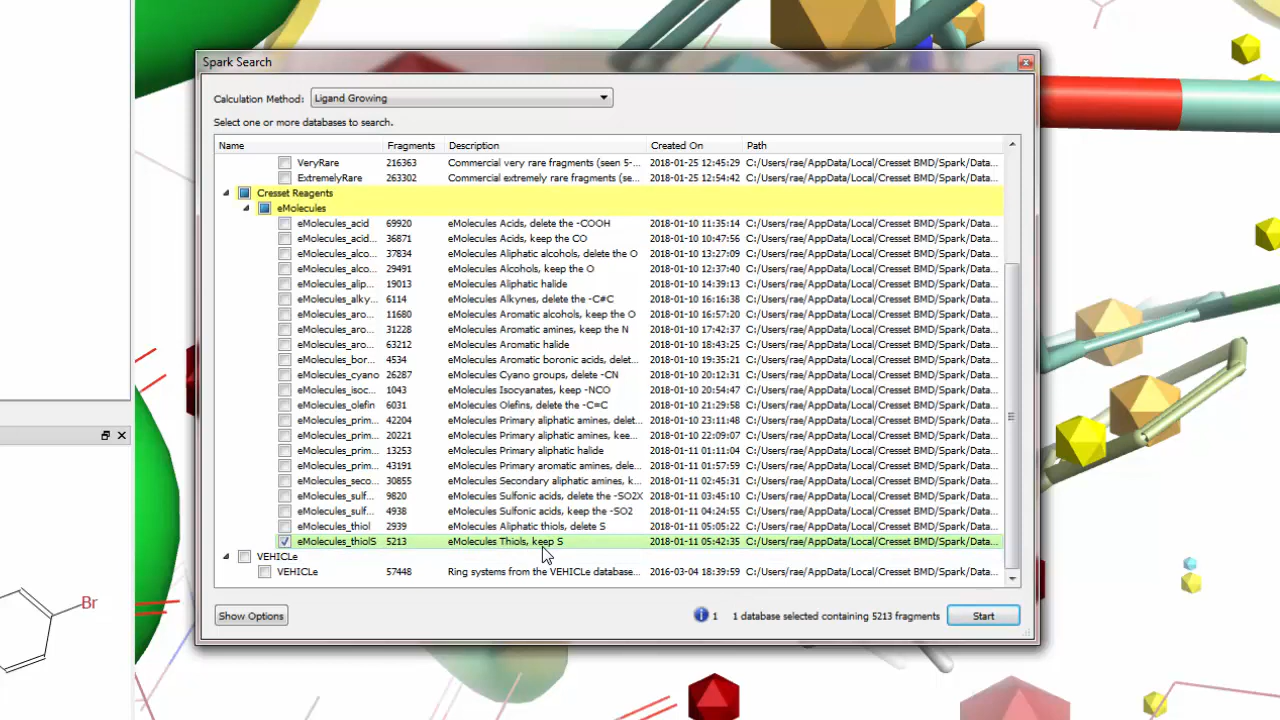 Spark Search
Calculation Method: Ligand Growing
Select one or more databases to search.
Name Fragments Description Created On Path
VeryRare 216363 Commercial very rare fragments (seen 5-... 2018-01-25 12:45:29 C:/Users/rae/AppData/Local/Cresset BMD/Spark/Data...
ExtremelyRare 263302 Commercial extremely rare fragments (se... 2018-01-25 12:54:42 C:/Users/rae/AppData/Local/Cresset BMD/Spark/Data...
Cresset Reagents
eMolecules
eMolecules_acid 69920 eMolecules Acids, delete the -COOH 2018-01-10 11:35:14 C:/Users/rae/AppData/Local/Cresset BMD/Spark/Data...
eMolecules_acid... 36871 eMolecules Acids, keep the CO 2018-01-10 10:47:56 C:/Users/rae/AppData/Local/Cresset BMD/Spark/Data...
eMolecules_alco... 37834 eMolecules Aliphatic alcohols, delete the O 2018-01-10 13:27:09 C:/Users/rae/AppData/Local/Cresset BMD/Spark/Data...
eMolecules_alco... 29491 eMolecules Alcohols, keep the O 2018-01-10 12:37:40 C:/Users/rae/AppData/Local/Cresset BMD/Spark/Data...
eMolecules_alip... 19013 eMolecules Aliphatic halide 2018-01-10 14:39:13 C:/Users/rae/AppData/Local/Cresset BMD/Spark/Data...
eMolecules_alky... 6114 eMolecules Alkynes, delete the -C#C 2018-01-10 16:16:38 C:/Users/rae/AppData/Local/Cresset BMD/Spark/Data...
eMolecules_aro... 11680 eMolecules Aromatic alcohols, keep the O 2018-01-10 16:57:20 C:/Users/rae/AppData/Local/Cresset BMD/Spark/Data...
eMolecules_aro... 31228 eMolecules Aromatic amines, keep the N 2018-01-10 17:42:37 C:/Users/rae/AppData/Local/Cresset BMD/Spark/Data...
eMolecules_aro... 63212 eMolecules Aromatic halide 2018-01-10 18:43:25 C:/Users/rae/AppData/Local/Cresset BMD/Spark/Data...
eMolecules_bor... 4534 eMolecules Aromatic boronic acids, delet... 2018-01-10 19:35:21 C:/Users/rae/AppData/Local/Cresset BMD/Spark/Data...
eMolecules_cyano 26287 eMolecules Cyano groups, delete -CN 2018-01-10 20:12:31 C:/Users/rae/AppData/Local/Cresset BMD/Spark/Data...
eMolecules_isoc... 1043 eMolecules Isocyanates, keep -NCO 2018-01-10 20:54:47 C:/Users/rae/AppData/Local/Cresset BMD/Spark/Data...
eMolecules_olefin 6031 eMolecules Olefins, delete the -C=C 2018-01-10 21:29:58 C:/Users/rae/AppData/Local/Cresset BMD/Spark/Data...
eMolecules_prim... 42204 eMolecules Primary aliphatic amines, delet... 2018-01-10 23:11:48 C:/Users/rae/AppData/Local/Cresset BMD/Spark/Data...
eMolecules_prim... 20221 eMolecules Primary aliphatic amines, kee... 2018-01-10 22:09:07 C:/Users/rae/AppData/Local/Cresset BMD/Spark/Data...
eMolecules_prim... 13253 eMolecules Primary aliphatic halide 2018-01-11 01:11:04 C:/Users/rae/AppData/Local/Cresset BMD/Spark/Data...
eMolecules_prim... 43191 eMolecules Primary aromatic amines, dele... 2018-01-11 01:57:59 C:/Users/rae/AppData/Local/Cresset BMD/Spark/Data...
eMolecules_seco... 30855 eMolecules Secondary aliphatic amines, k... 2018-01-11 02:45:31 C:/Users/rae/AppData/Local/Cresset BMD/Spark/Data...
eMolecules_sulf... 9820 eMolecules Sulfonic acids, delete the -SO2X 2018-01-11 03:45:10 C:/Users/rae/AppData/Local/Cresset BMD/Spark/Data...
eMolecules_sulf... 4938 eMolecules Sulfonic acids, keep the -SO2 2018-01-11 04:24:55 C:/Users/rae/AppData/Local/Cresset BMD/Spark/Data...
eMolecules_thiol 2939 eMolecules Aliphatic thiols, delete S 2018-01-11 05:05:22 C:/Users/rae/AppData/Local/Cresset BMD/Spark/Data...
eMolecules_thiolS 5213 eMolecules Thiols, keep S 2018-01-11 05:42:35 C:/Users/rae/AppData/Local/Cresset BMD/Spark/Data...
VEHICLe
VEHICLe 57448 Ring systems from the VEHICLe database... 2016-03-04 18:39:59 C:/Users/rae/AppData/Local/Cresset BMD/Spark/Data...
Br
Show Options 1 1 database selected containing 5213 fragments Start